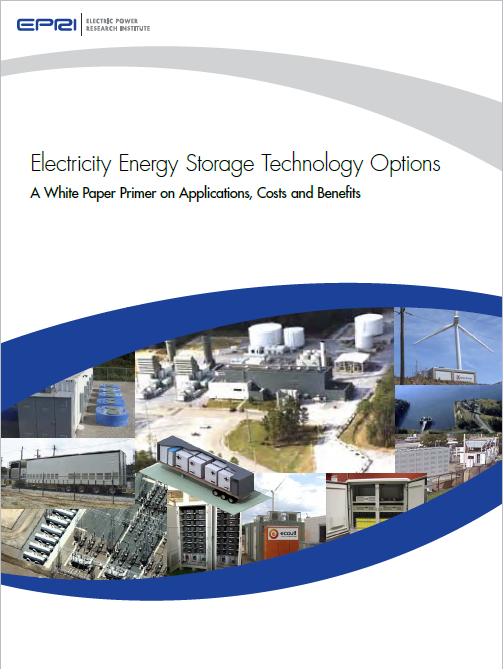 EPRI
ELECTRIC POWER
RESEARCH INSTITUTE
Electricity Energy Storage Technology Options
A White Paper Primer on Applications, Costs and Benefits
ecoult